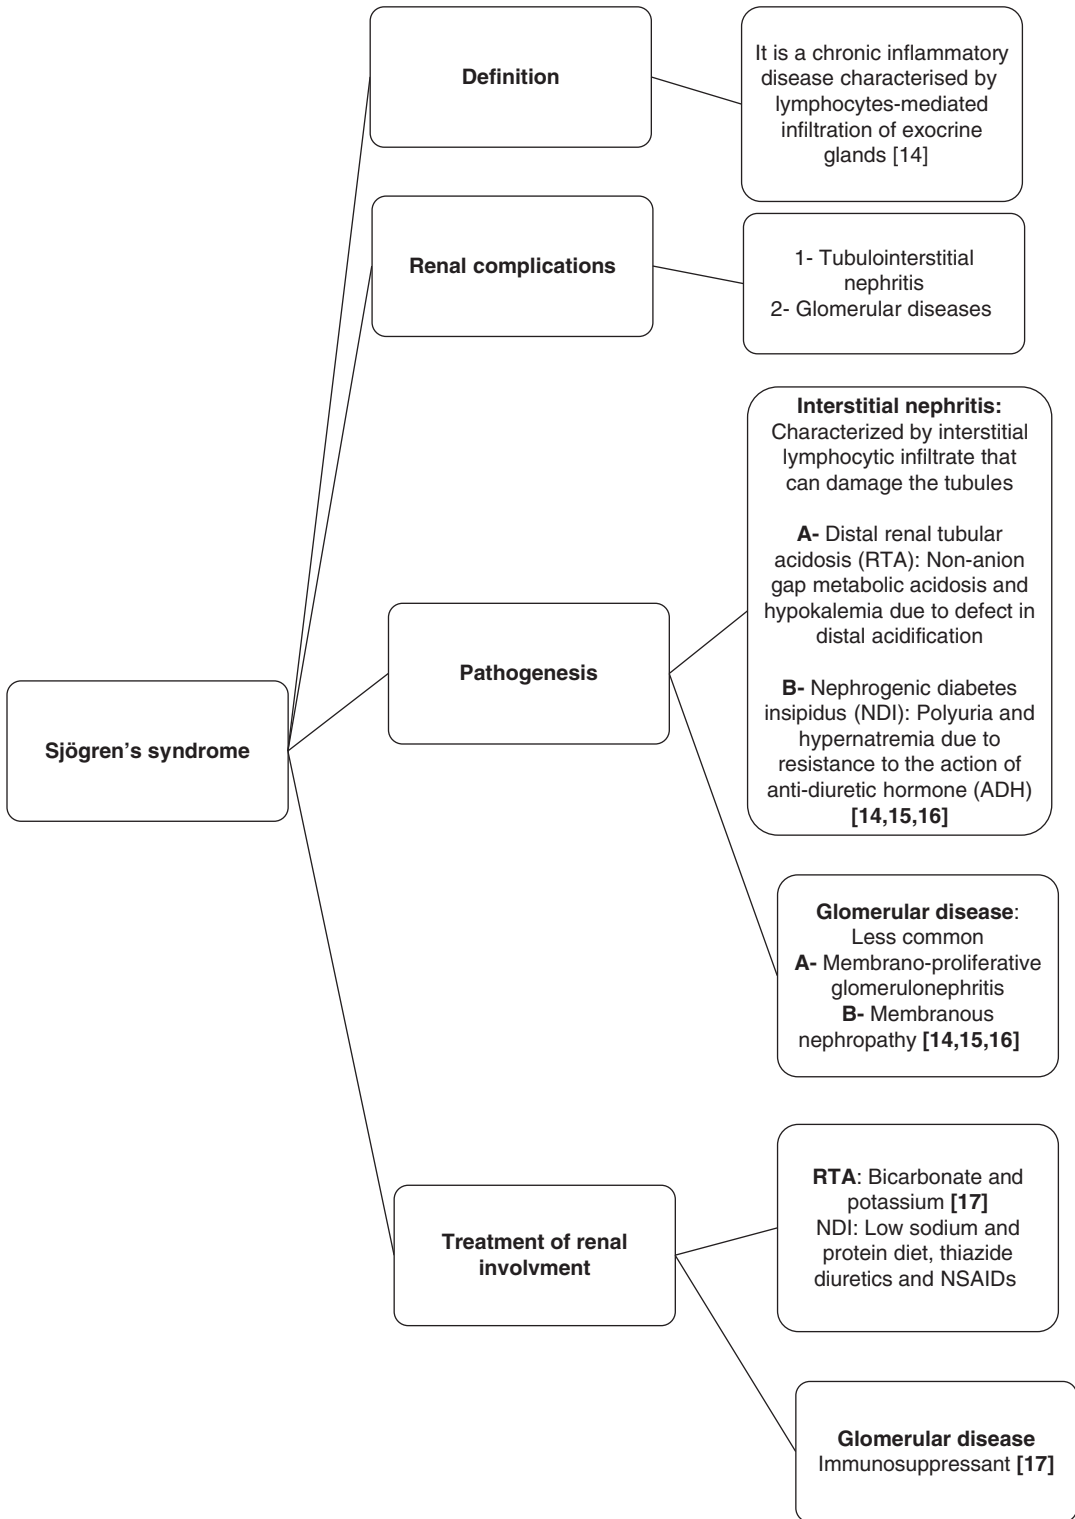 Definition
It is a chronic inflammatory
disease characterised by
lymphocytes-mediated
infiltration of exocrine
glands [14]
Renal complications
1- Tubulointerstitial
nephritis
2- Glomerular diseases
Sjögren's syndrome
Pathogenesis
Interstitial nephritis:
Characterized by interstitial
lymphocytic infiltrate that
can damage the tubules
A- Distal renal tubular
acidosis (RTA): Non-anion
gap metabolic acidosis and
hypokalemia due to defect in
distal acidification
B- Nephrogenic diabetes
insipidus (NDI): Polyuria and
hypernatremia due to
resistance to the action of
anti-diuretic hormone (ADH)
[14,15,16]
Glomerular disease:
Less common
A- Membrano-proliferative
glomerulonephritis
B- Membranous
nephropathy [14,15,16]
Treatment of renal
involvment
RTA: Bicarbonate and
potassium [17]
NDI: Low sodium and
protein diet, thiazide
diuretics and NSAIDs
Glomerular disease
Immunosuppressant [17]